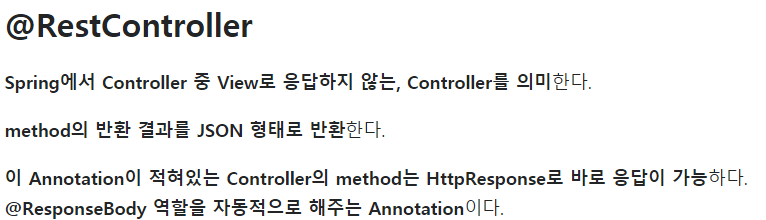 @RestController
Spring에서 Controller 중 View로 응답하지 않는, Controller를 의미한다.
method의 반환 결과를 JSON 형태로 반환한다.
이 Annotation이 적혀있는 Controller의 method는 HttpResponse로 바로 응답이 가능하다.
@ResponseBody 역할을 자동적으로 해주는 Annotation이다.